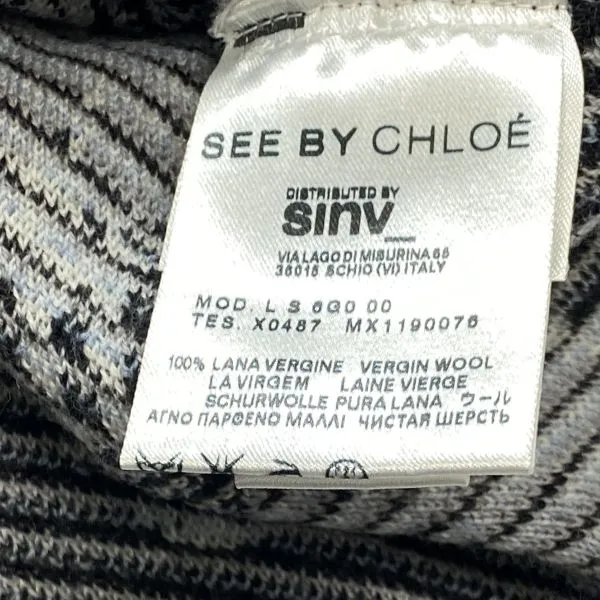 SEE BY CHLOÉ
DISTRIBUTED BY
sinv
VIA LAGO DI MISURINA 65
36015 SCHIO (VI) ITALY
MOD. L S 6G0 00
TES. X0487 MX1190076
100% LANA VERGINE VERGIN WOOL
LA VIRGEM LAINE VIERGE
SCHURWOLLE PURA LANA ウール
ΑΓΝΟ ΠΑΡΘΕΝΟ ΜΑΛΛΙ ЧИСТАЯ ШЕРСТЬ